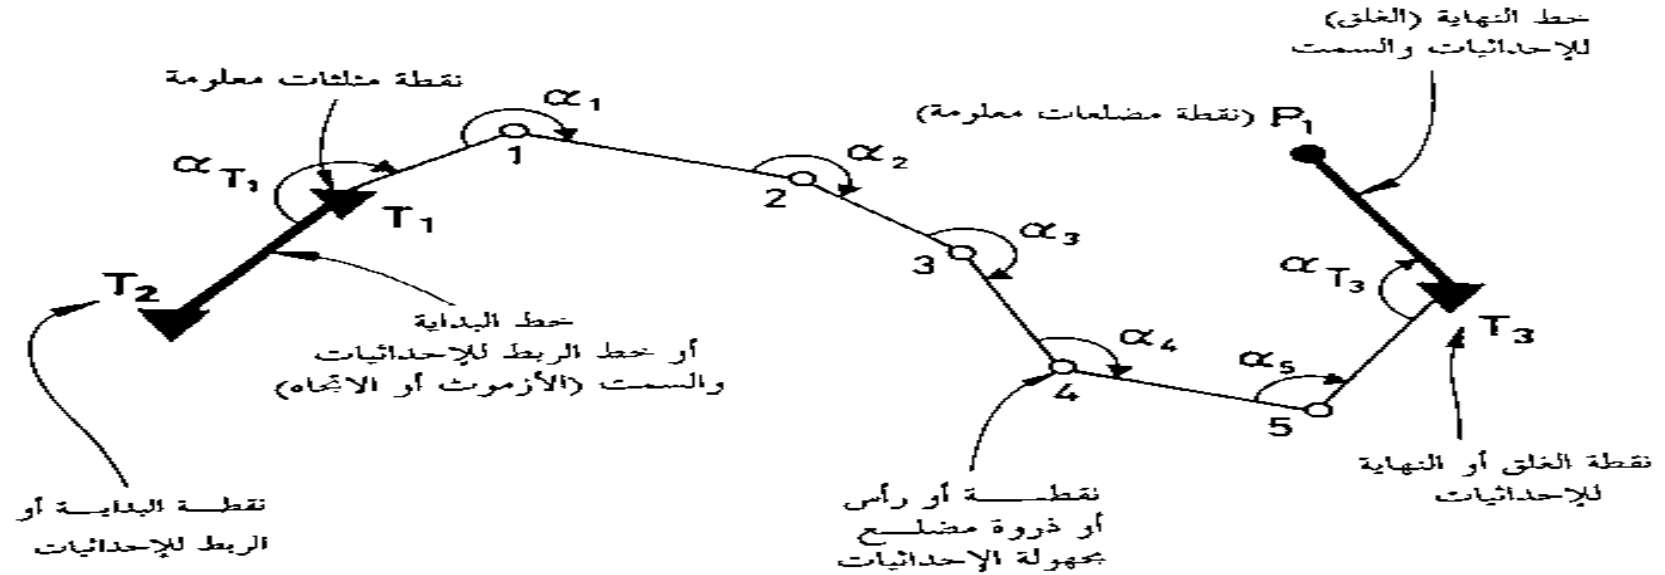 خط النهاية (الغلق)
للإحداثيات والسمت
نقطة مثلثات معلومة
α₁
(نقطة مضلعات معلومة) P₁
α_T₁
1
α₂
2
T₁
α₃
3
α_T₃
T₂
T₃
خط البداية
أو خط الربط للإحداثيات
والسمت (الأزموث أو الاتجاه)
α₄
α₅
4
5
نقطة الغلق أو النهاية
للإحداثيات
نقطة أو رأس
أو ذروة مضلع
مجهولة الإحداثيات
نقطة البداية أو
الربط للإحداثيات